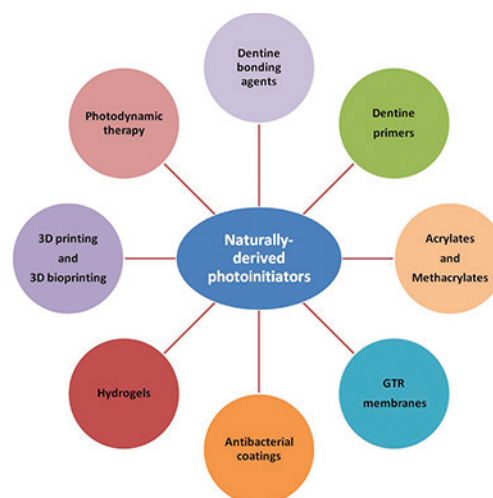 Dentine
bonding
agents
Dentine
primers
Acrylates
and
Methacrylates
GTR
membranes
Antibacterial
coatings
Hydrogels
3D printing
and
3D bioprinting
Photodynamic
therapy
Naturally-
derived
photoinitiators